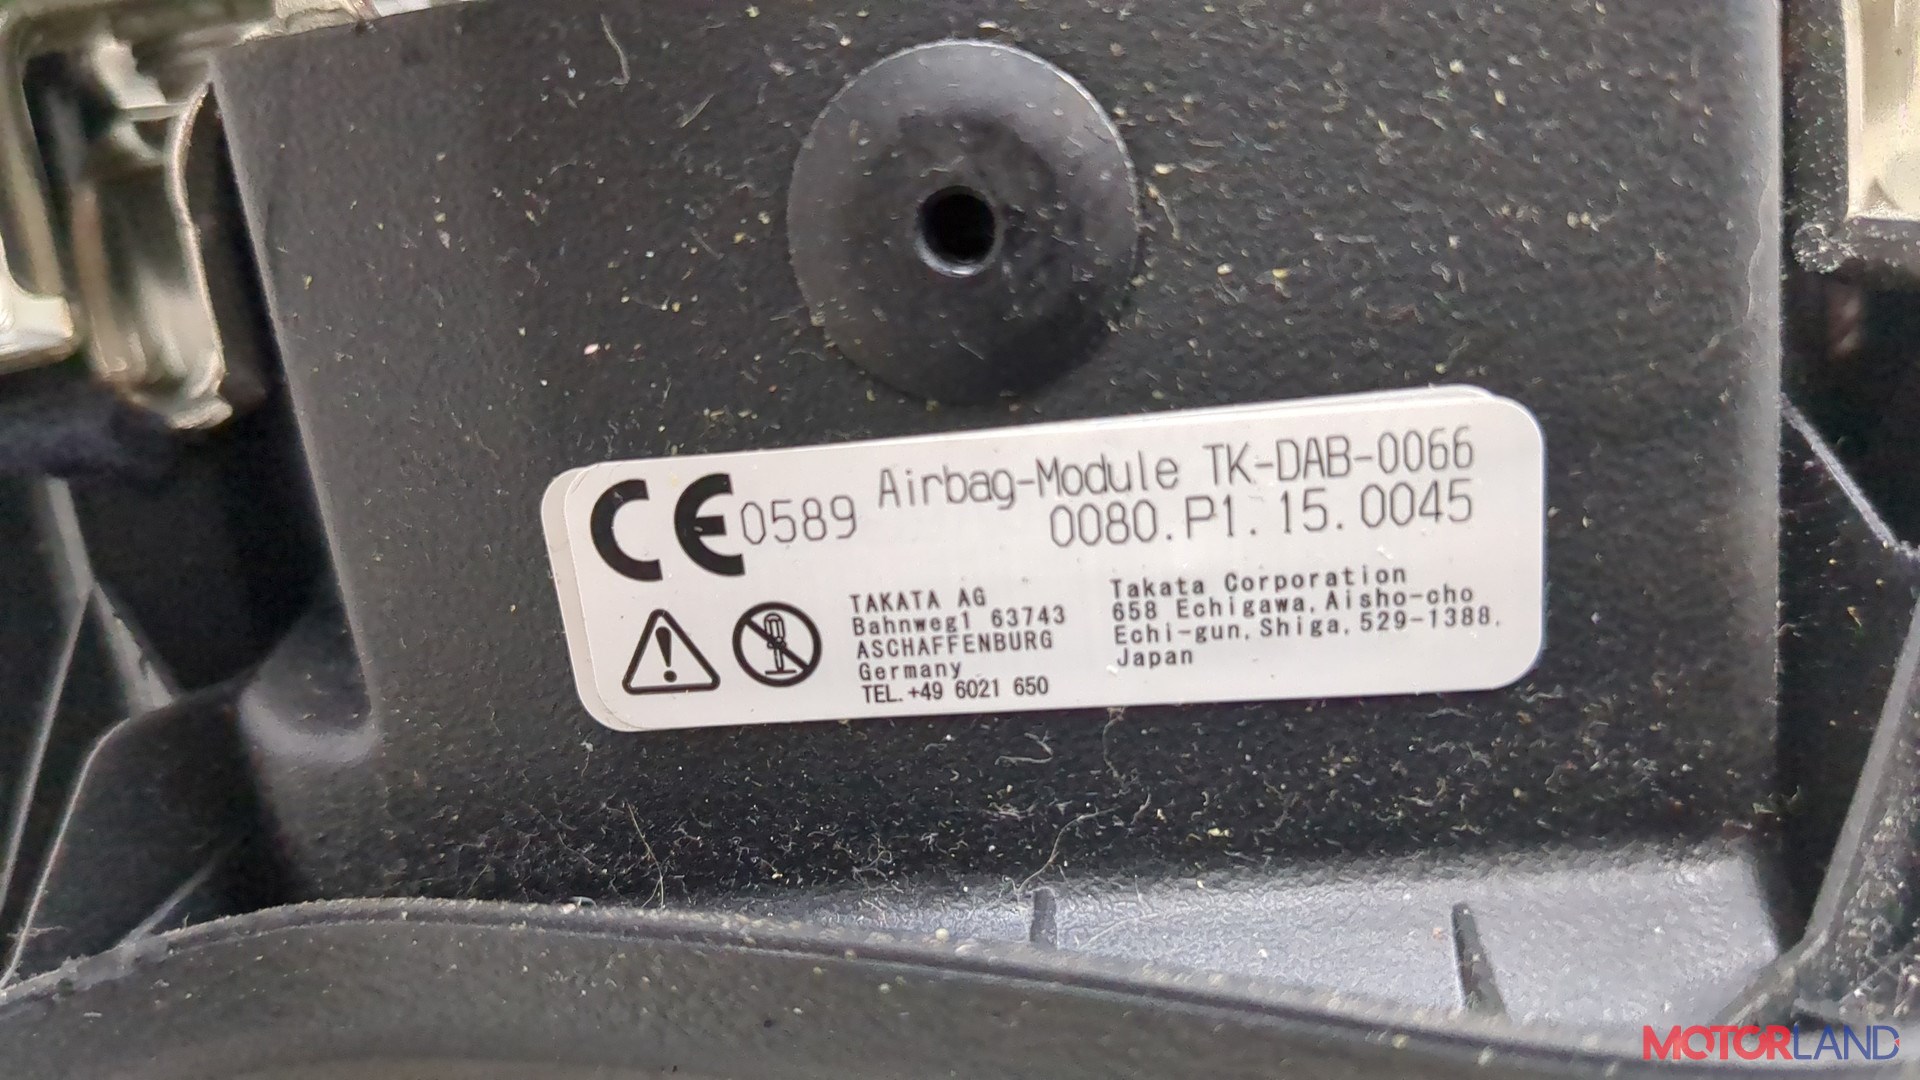 CE 0589
Airbag-Module TK-DAB-0066
0080.P1.15.0045
TAKATA AG
Bahnweg1 63743
ASCHAFFENBURG
Germany
TEL.+49 6021 650
Takata Corporation
658 Echigawa,Aisho-cho
Echi-gun,Shiga,529-1388,
Japan
MOTORLAND